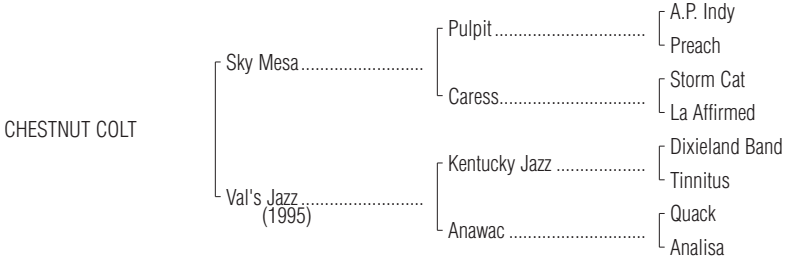 A.P. Indy
Pulpit................................
Preach
Sky Mesa..........................
Storm Cat
Caress...............................
La Affirmed
CHESTNUT COLT
Dixieland Band
Kentucky Jazz ...................
Tinnitus
Val's Jazz..........................
(1995)
Quack
Anawac .............................
Analisa